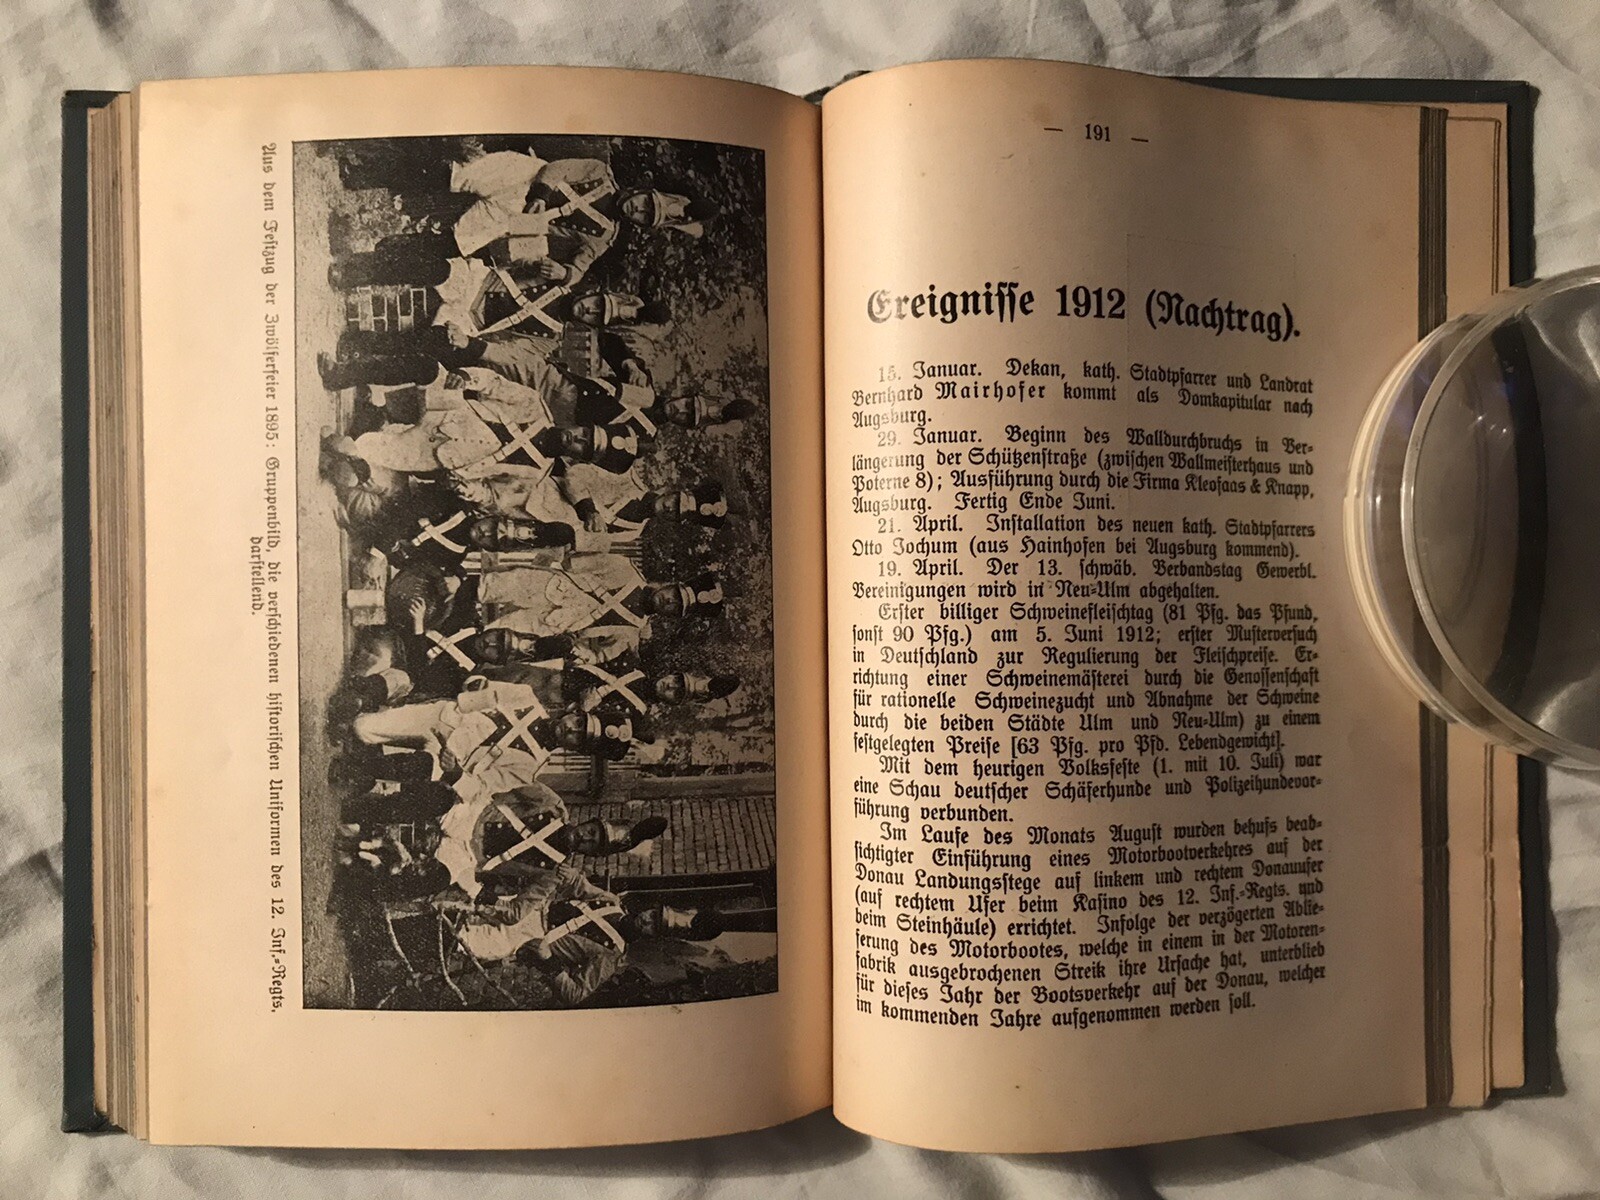 Aus dem Festzug der Zwölferfeier 1895: Gruppenbild, die verschiedenen historischen Uniformen des 12. Inf.=Regts.
darstellend.
— 191 —
Ereignisse 1912 (Nachtrag).
15. Januar. Dekan, kath. Stadtpfarrer und Landrat
Bernhard Mairhofer kommt als Domkapitular nach
Augsburg.
29. Januar. Beginn des Walldurchbruchs in Ver=
längerung der Schützenstraße (zwischen Wallmeisterhaus und
Poterne 8); Ausführung durch die Firma Kleofaas & Knapp,
Augsburg. Fertig Ende Juni.
21. April. Installation des neuen kath. Stadtpfarrers
Otto Jochum (aus Hainhofen bei Augsburg kommend).
19. April. Der 13. schwäb. Verbandstag Gewerbl.
Vereinigungen wird in Neu=Ulm abgehalten.
Erster billiger Schweinefleischtag (81 Pfg. das Pfund,
sonst 90 Pfg.) am 5. Juni 1912; erster Musterversuch
in Deutschland zur Regulierung der Fleischpreise. Er=
richtung einer Schweinemästerei durch die Genossenschaft
für rationelle Schweinezucht und Abnahme der Schweine
durch die beiden Städte Ulm und Neu=Ulm) zu einem
festgelegten Preise [63 Pfg. pro Pfd. Lebendgewicht].
Mit dem heurigen Volksfeste (1. mit 10. Juli) war
eine Schau deutscher Schäferhunde und Polizeihundevor=
führung verbunden.
Im Laufe des Monats August wurden behufs beab=
sichtigter Einführung eines Motorbootverkehres auf der
Donau Landungsstege auf linkem und rechtem Donauufer
(auf rechtem Ufer beim Kasino des 12. Inf.=Regts. und
beim Steinhäule) errichtet. Infolge der verzögerten Ablie=
ferung des Motorbootes, welche in einem in der Motoren=
fabrik ausgebrochenen Streik ihre Ursache hat, unterblieb
für dieses Jahr der Bootsverkehr auf der Donau, welcher
im kommenden Jahre aufgenommen werden soll.